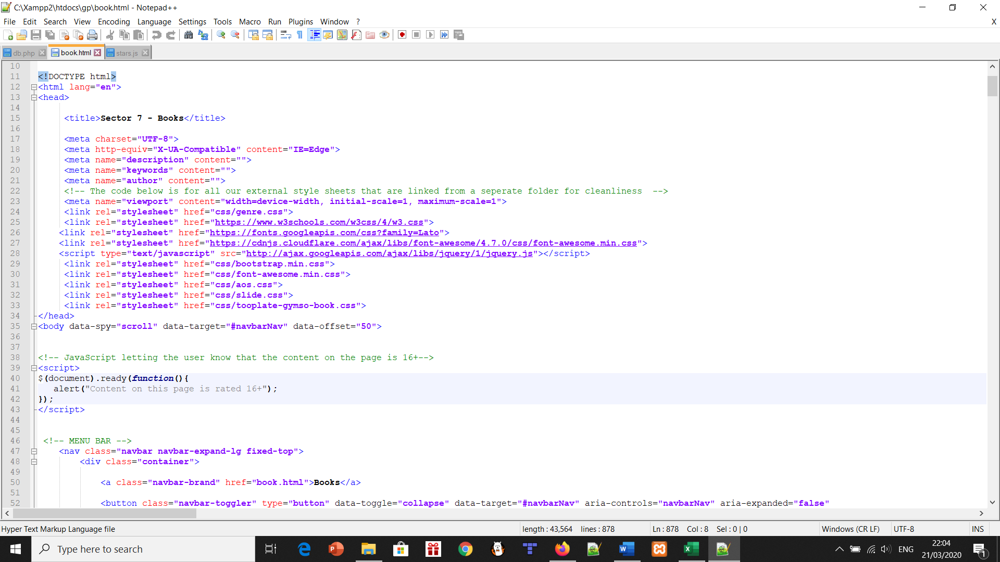 C:\Xampp2\htdocs\gp\book.html - Notepad++
File Edit Search View Encoding Language Settings Tools Macro Run Plugins Window ? X
db.php book.html stars.js
10
11 <!DOCTYPE html>
12 <html lang="en">
13 <head>
14
15 <title>Sector 7 - Books</title>
16
17 <meta charset="UTF-8">
18 <meta http-equiv="X-UA-Compatible" content="IE=Edge">
19 <meta name="description" content="">
20 <meta name="keywords" content="">
21 <meta name="author" content="">
22 <!-- The code below is for all our external style sheets that are linked from a seperate folder for cleanliness -->
23 <meta name="viewport" content="width=device-width, initial-scale=1, maximum-scale=1">
24 <link rel="stylesheet" href="css/genre.css">
25 <link rel="stylesheet" href="https://www.w3schools.com/w3css/4/w3.css">
26 <link rel="stylesheet" href="https://fonts.googleapis.com/css?family=Lato">
27 <link rel="stylesheet" href="https://cdnjs.cloudflare.com/ajax/libs/font-awesome/4.7.0/css/font-awesome.min.css">
28 <script type="text/javascript" src="http://ajax.googleapis.com/ajax/libs/jquery/1/jquery.js"></script>
29 <link rel="stylesheet" href="css/bootstrap.min.css">
30 <link rel="stylesheet" href="css/font-awesome.min.css">
31 <link rel="stylesheet" href="css/aos.css">
32 <link rel="stylesheet" href="css/slide.css">
33 <link rel="stylesheet" href="css/tooplate-gymso-book.css">
34 </head>
35 <body data-spy="scroll" data-target="#navbarNav" data-offset="50">
36
37
38 <!-- JavaScript letting the user know that the content on the page is 16+-->
39 <script>
40 $(document).ready(function(){
41 alert("Content on this page is rated 16+");
42 });
43 </script>
44
45
46 <!-- MENU BAR -->
47 <nav class="navbar navbar-expand-lg fixed-top">
48 <div class="container">
49
50 <a class="navbar-brand" href="book.html">Books</a>
51
52 <button class="navbar-toggler" type="button" data-toggle="collapse" data-target="#navbarNav" aria-controls="navbarNav" aria-expanded="false"
Hyper Text Markup Language file length : 43,564 lines : 878 Ln : 878 Col : 8 Sel : 0 | 0 Windows (CR LF) UTF-8 INS
Type here to search ENG 22:04
21/03/2020 1